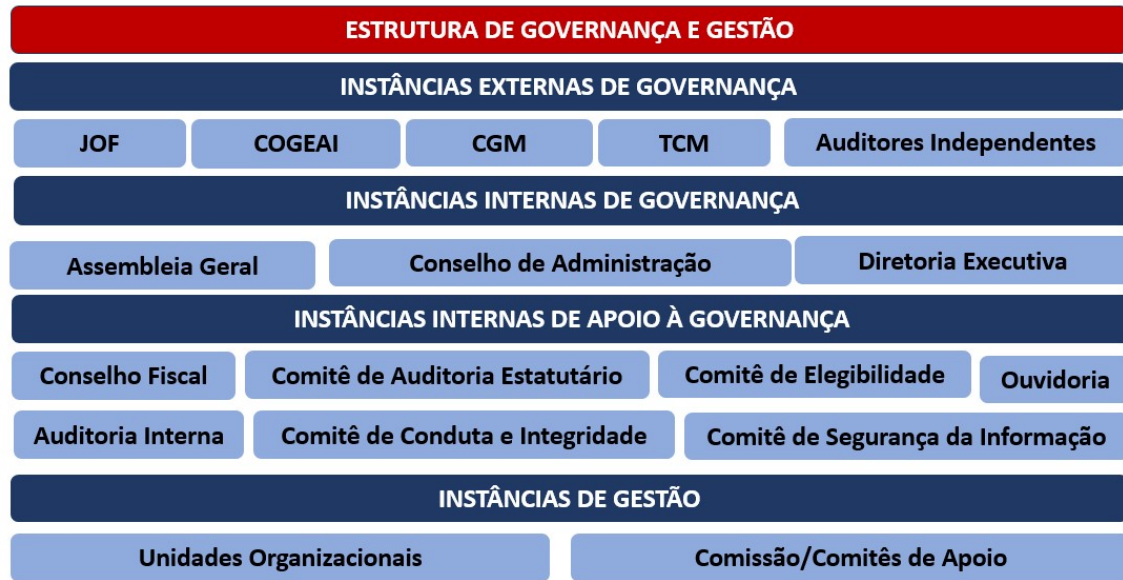 ESTRUTURA DE GOVERNANÇA E GESTÃO
INSTÂNCIAS EXTERNAS DE GOVERNANÇA
JOF COGEAI CGM TCM Auditores Independentes
INSTÂNCIAS INTERNAS DE GOVERNANÇA
Assembleia Geral Conselho de Administração Diretoria Executiva
INSTÂNCIAS INTERNAS DE APOIO À GOVERNANÇA
Conselho Fiscal Comitê de Auditoria Estatutário Comitê de Elegibilidade Ouvidoria
Auditoria Interna Comitê de Conduta e Integridade Comitê de Segurança da Informação
INSTÂNCIAS DE GESTÃO
Unidades Organizacionais Comissão/Comitês de Apoio